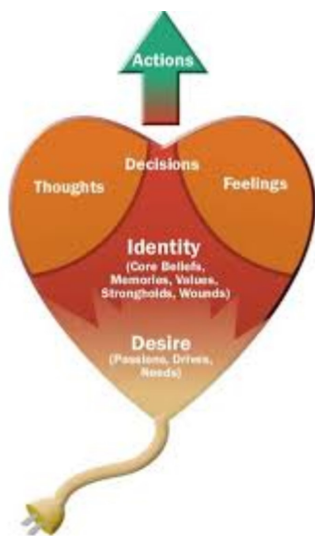 Actions
Decisions
Thoughts
Feelings
Identity
(Core Beliefs,
Memories, Values,
Strongholds, Wounds)
Desire
(Passions, Drives,
Needs)